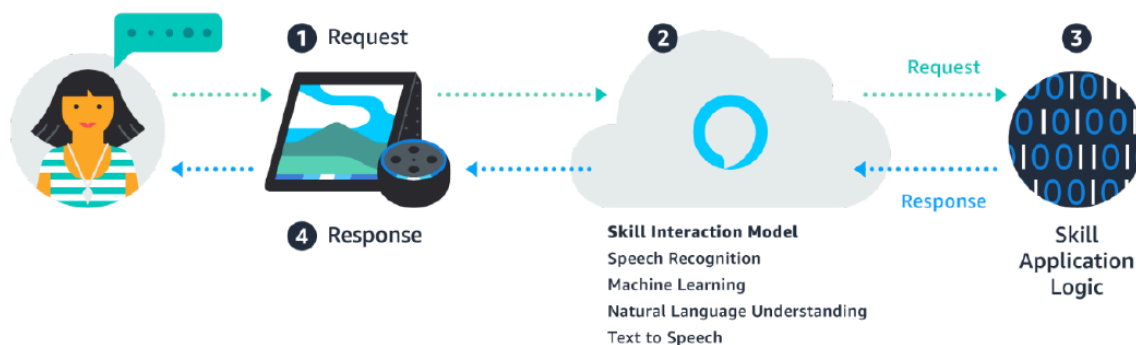 1 Request
2
3
Request
Response
4 Response
Skill Interaction Model
Speech Recognition
Machine Learning
Natural Language Understanding
Text to Speech
Skill
Application
Logic